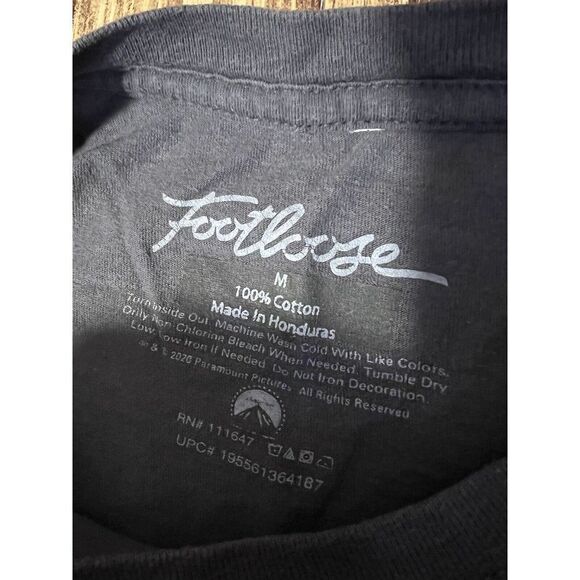 Footloose
M
100% Cotton
Made In Honduras
Turn Inside Out. Machine Wash Cold With Like Colors.
Only Non Chlorine Bleach When Needed. Tumble Dry
Low. Low Iron If Needed. Do Not Iron Decoration.
& © 2020 Paramount Pictures. All Rights Reserved
RN# 111647
UPC# 195561364187